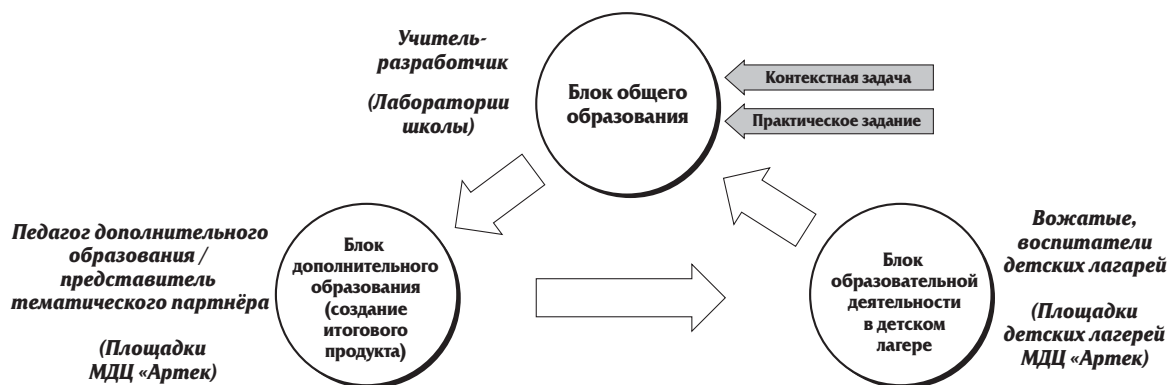 Учитель-
разработчик
(Лаборатории
школы)
Блок общего
образования
Контекстная задача
Практическое задание
Педагог дополнительного
образования /
представитель
тематического партнёра
(Площадки
МДЦ «Артек)
Блок
дополнительного
образования
(создание
итогового
продукта)
Блок
образовательной
деятельности
в детском
лагере
Вожатые,
воспитатели
детских лагарей
(Площадки
детских лагерей
МДЦ «Артек)